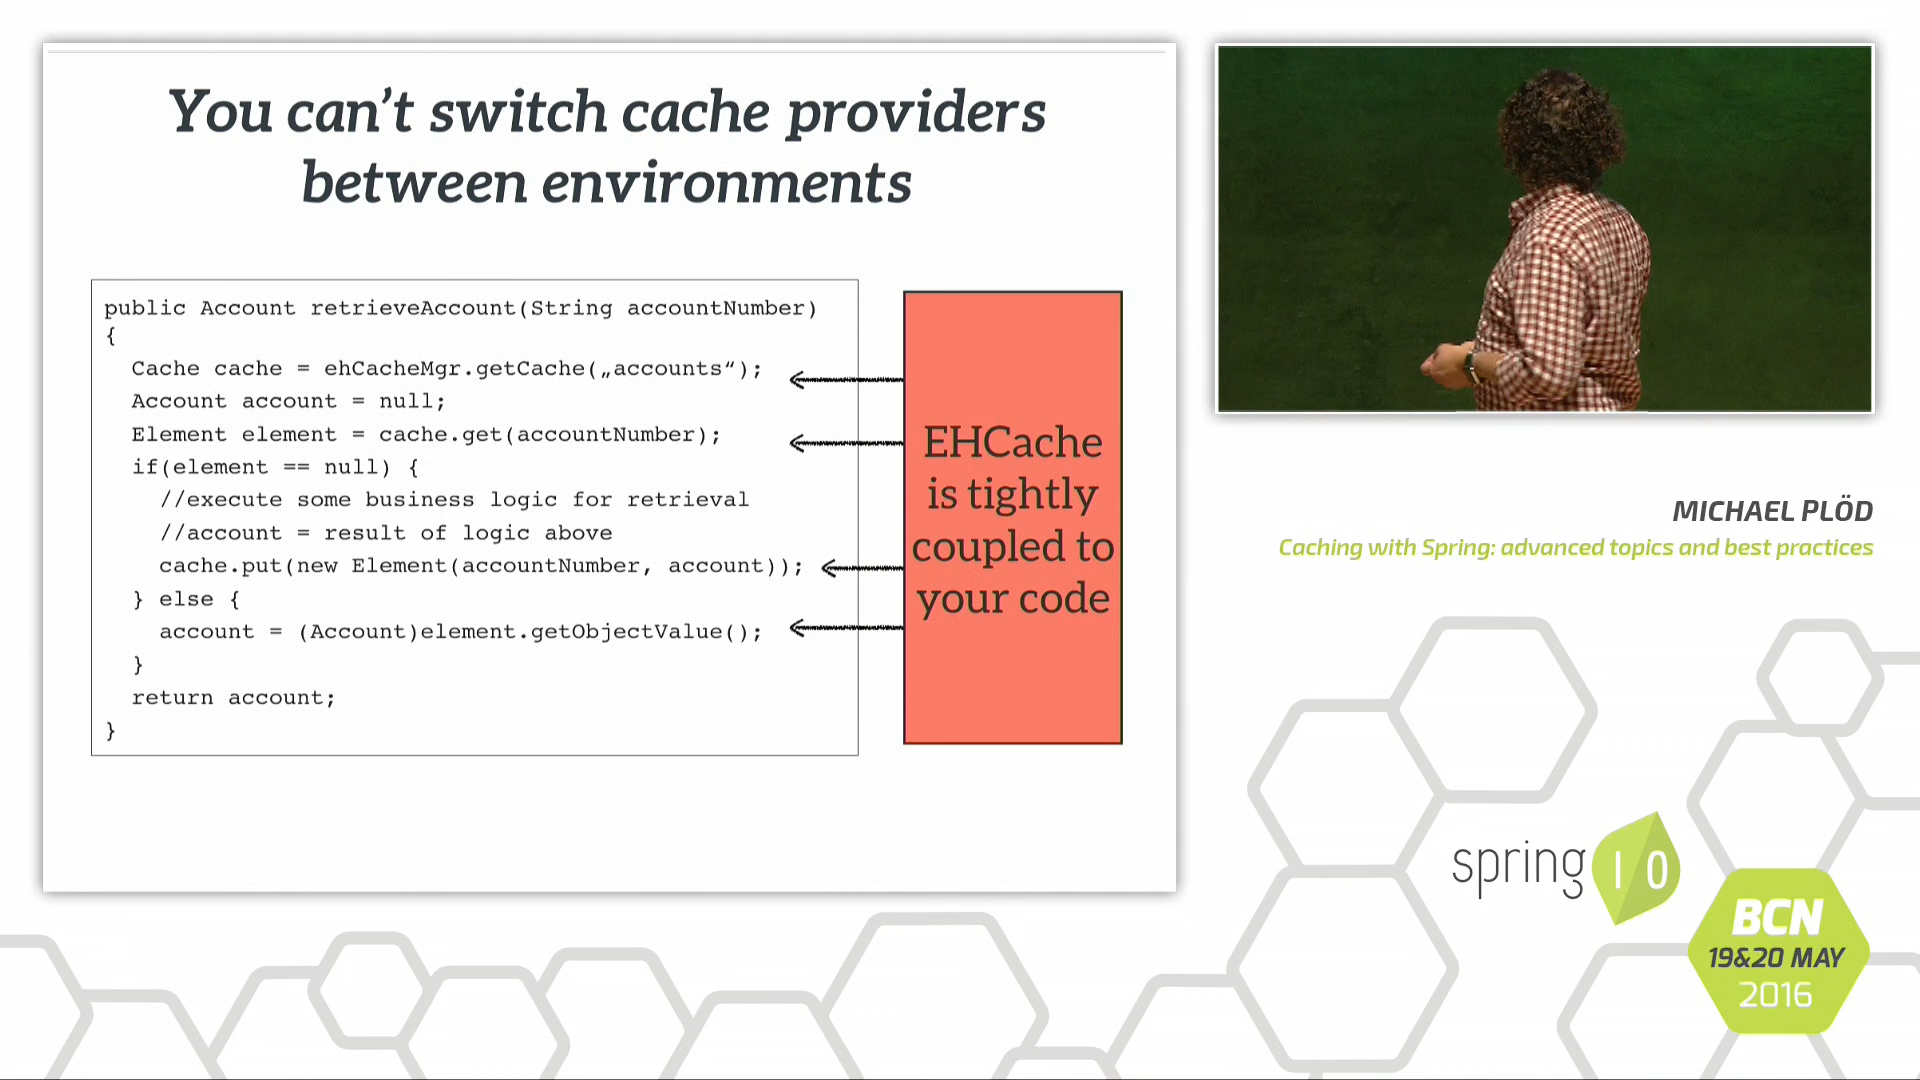 You can’t switch cache providers
between environments
public Account retrieveAccount(String accountNumber)
{
Cache cache = ehCacheMgr.getCache(„accounts“);
Account account = null;
Element element = cache.get(accountNumber);
if(element == null) {
//execute some business logic for retrieval
//account = result of logic above
cache.put(new Element(accountNumber, account));
} else {
account = (Account)element.getObjectValue();
}
return account;
}
EHCache
is tightly
coupled to
your code
MICHAEL PLÖD
Caching with Spring: advanced topics and best practices
spring I O
BCN
19&20 MAY
2016